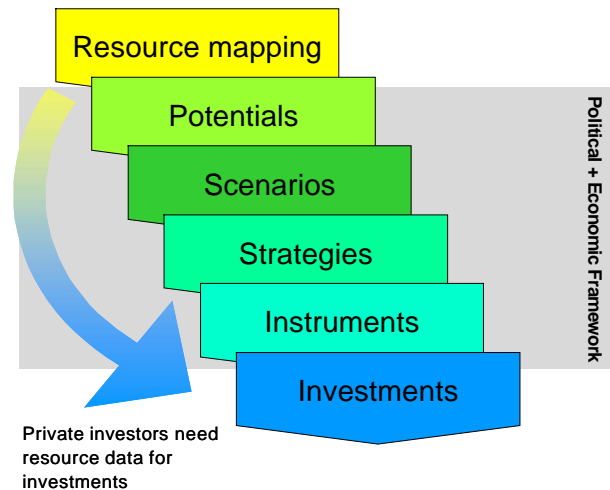 Resource mapping
Potentials
Scenarios
Strategies
Instruments
Investments
Political + Economic Framework
Private investors need
resource data for
investments